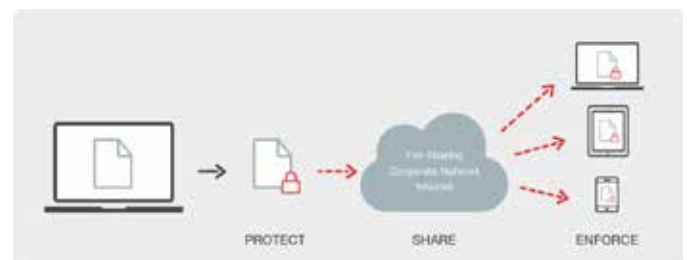 File Sharing
Corporate Network
Internet
PROTECT
SHARE
ENFORCE